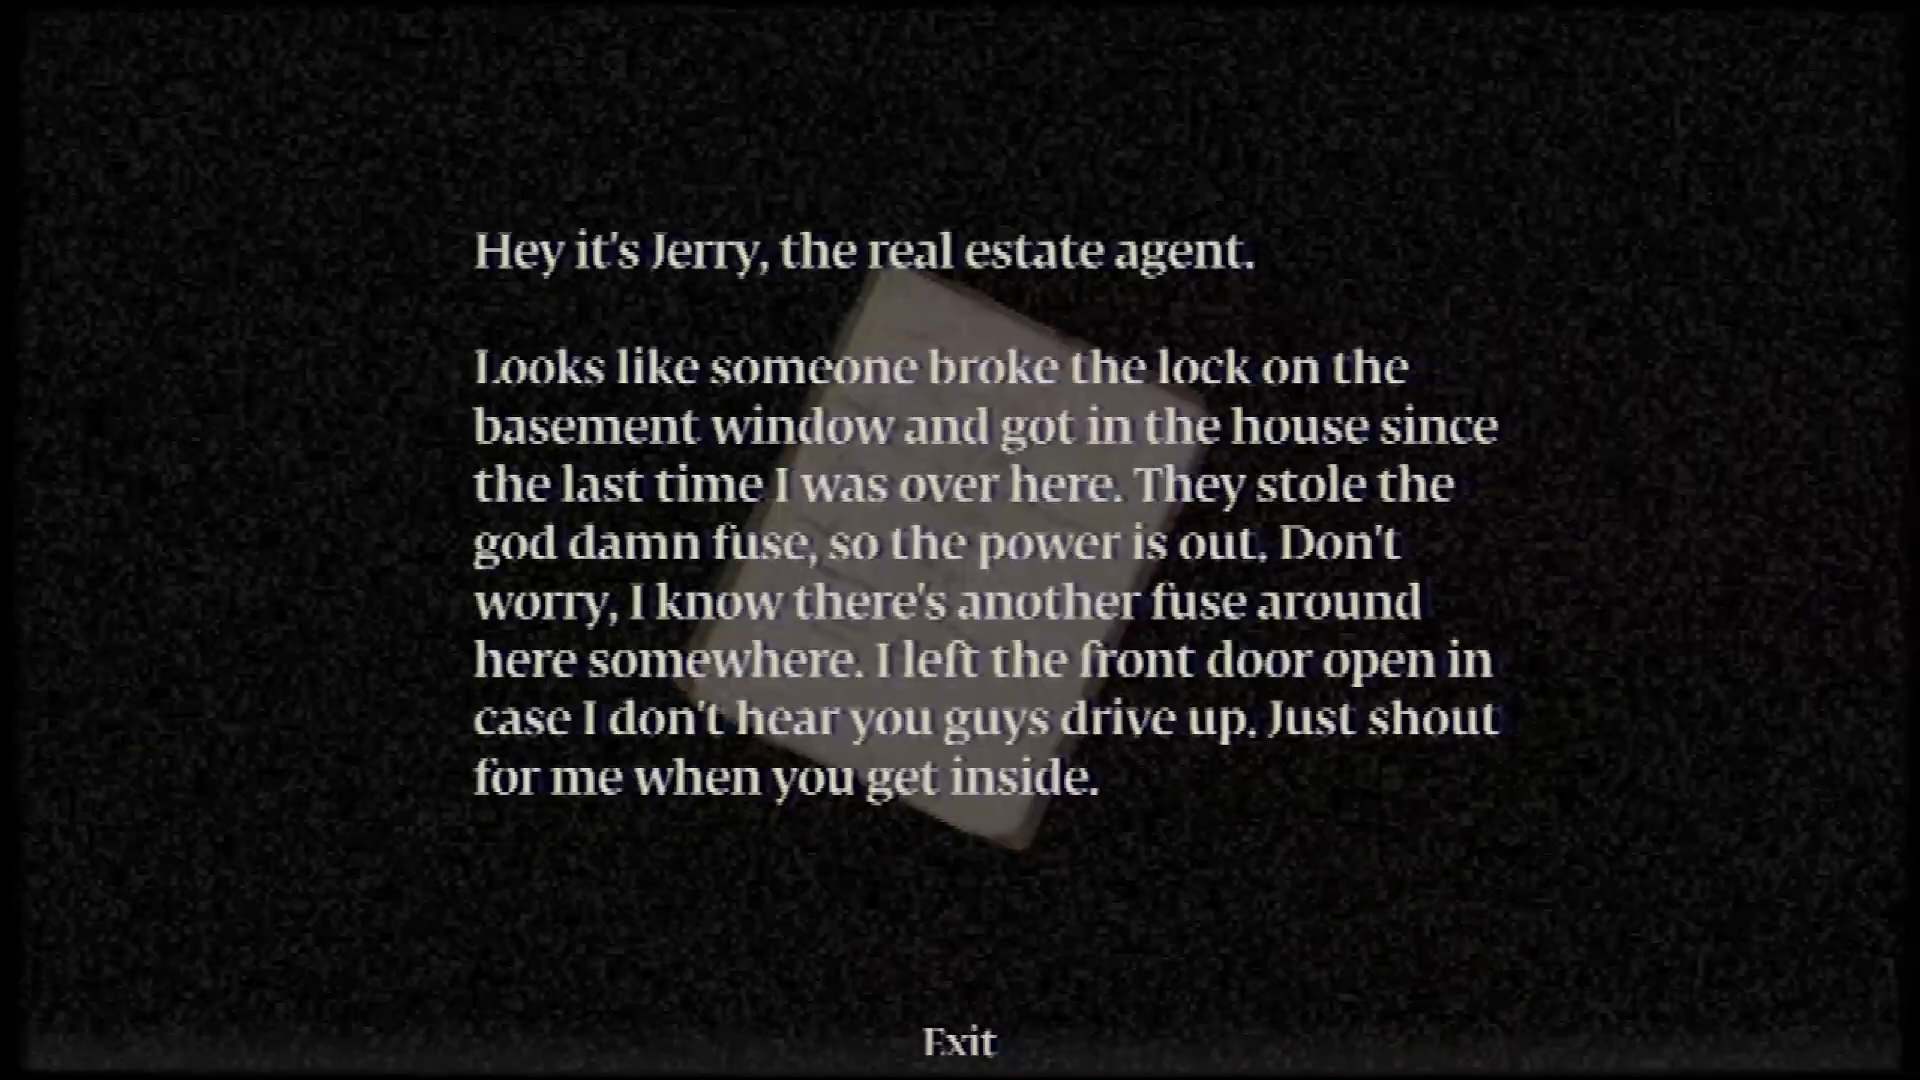 Hey it's Jerry, the real estate agent.
Looks like someone broke the lock on the
basement window and got in the house since
the last time I was over here. They stole the
god damn fuse, so the power is out. Don't
worry, I know there's another fuse around
here somewhere. I left the front door open in
case I don't hear you guys drive up. Just shout
for me when you get inside.
Exit